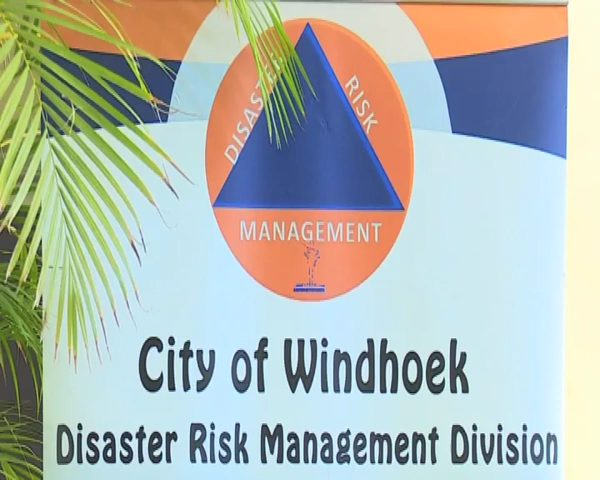 DISASTER RISK
MANAGEMENT
City of Windhoek
Disaster Risk Management Division